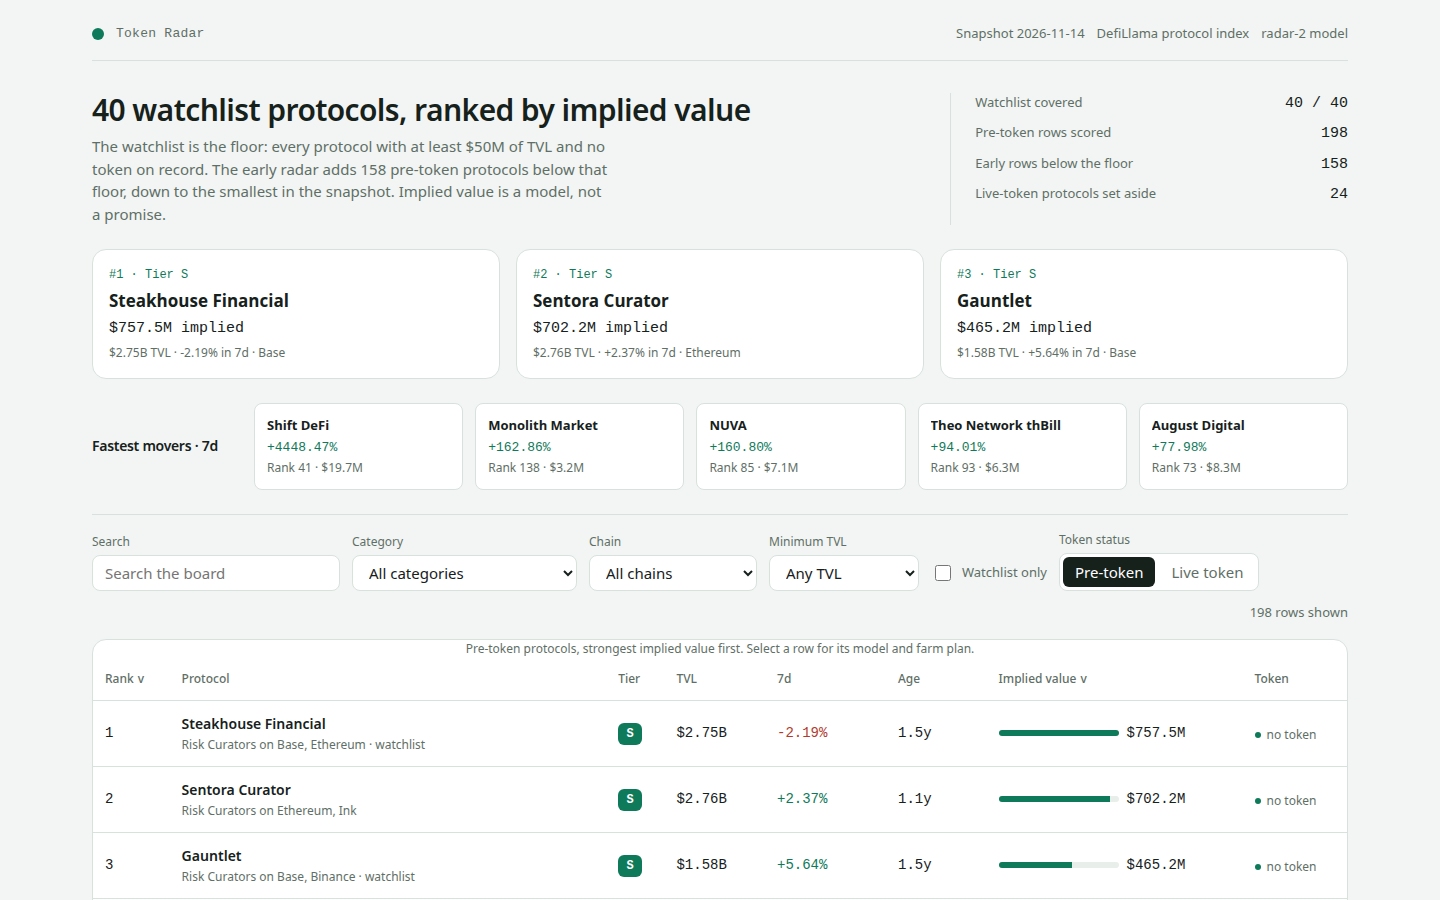 Token Radar
Snapshot 2026-11-14 DefiLlama protocol index radar-2 model
40 watchlist protocols, ranked by implied value
The watchlist is the floor: every protocol with at least $50M of TVL and no
token on record. The early radar adds 158 pre-token protocols below that
floor, down to the smallest in the snapshot. Implied value is a model, not
a promise.
Watchlist covered 40 / 40
Pre-token rows scored 198
Early rows below the floor 158
Live-token protocols set aside 24
#1 · Tier S
Steakhouse Financial
$757.5M implied
$2.75B TVL · -2.19% in 7d · Base
#2 · Tier S
Sentora Curator
$702.2M implied
$2.76B TVL · +2.37% in 7d · Ethereum
#3 · Tier S
Gauntlet
$465.2M implied
$1.58B TVL · +5.64% in 7d · Base
Fastest movers · 7d
Shift DeFi
+4448.47%
Rank 41 · $19.7M
Monolith Market
+162.86%
Rank 138 · $3.2M
NUVA
+160.80%
Rank 85 · $7.1M
Theo Network thBill
+94.01%
Rank 93 · $6.3M
August Digital
+77.98%
Rank 73 · $8.3M
Search
Search the board
Category
All categories
Chain
All chains
Minimum TVL
Any TVL
Watchlist only
Token status
Pre-token Live token
198 rows shown
Pre-token protocols, strongest implied value first. Select a row for its model and farm plan.
Rank v Protocol Tier TVL 7d Age Implied value v Token
1 Steakhouse Financial S $2.75B -2.19% 1.5y $757.5M no token
Risk Curators on Base, Ethereum · watchlist
2 Sentora Curator S $2.76B +2.37% 1.1y $702.2M no token
Risk Curators on Ethereum, Ink
3 Gauntlet S $1.58B +5.64% 1.5y $465.2M no token
Risk Curators on Base, Binance · watchlist